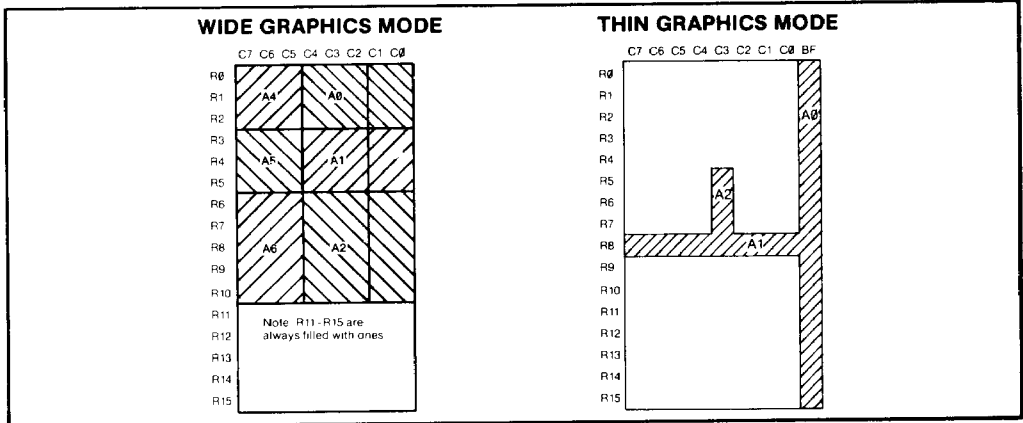 WIDE GRAPHICS MODE
C7 C6 C5 C4 C3 C2 C1 CØ
RØ
R1
R2
R3
R4
R5
R6
R7
R8
R9
R10
R11
R12
R13
R14
R15
A4 AØ
A5 A1
A6 A2
Note R11-R15 are
always filled with ones
THIN GRAPHICS MODE
C7 C6 C5 C4 C3 C2 C1 CØ BF
RØ
R1
R2
R3
R4
R5
R6
R7
R8
R9
R10
R11
R12
R13
R14
R15
AØ
A2
A1